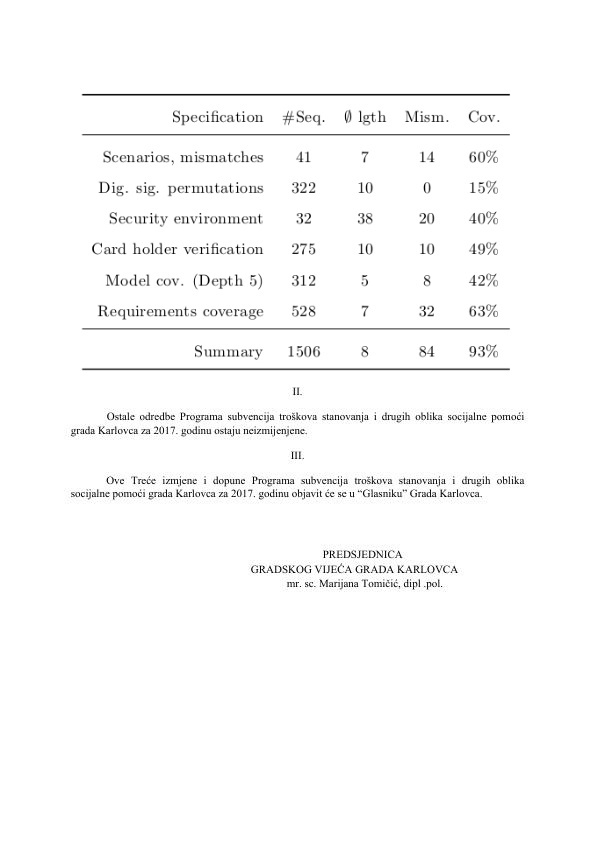 Specification #Seq. ∅ lgth Mism. Cov.
Scenarios, mismatches 41 7 14 60%
Dig. sig. permutations 322 10 0 15%
Security environment 32 38 20 40%
Card holder verification 275 10 10 49%
Model cov. (Depth 5) 312 5 8 42%
Requirements coverage 528 7 32 63%
Summary 1506 8 84 93%
II.
Ostale odredbe Programa subvencija troškova stanovanja i drugih oblika socijalne pomoći
grada Karlovca za 2017. godinu ostaju neizmijenjene.
III.
Ove Treće izmjene i dopune Programa subvencija troškova stanovanja i drugih oblika
socijalne pomoći grada Karlovca za 2017. godinu objavit će se u “Glasniku” Grada Karlovca.
PREDSJEDNICA
GRADSKOG VIJEĆA GRADA KARLOVCA
mr. sc. Marijana Tomičić, dipl .pol.